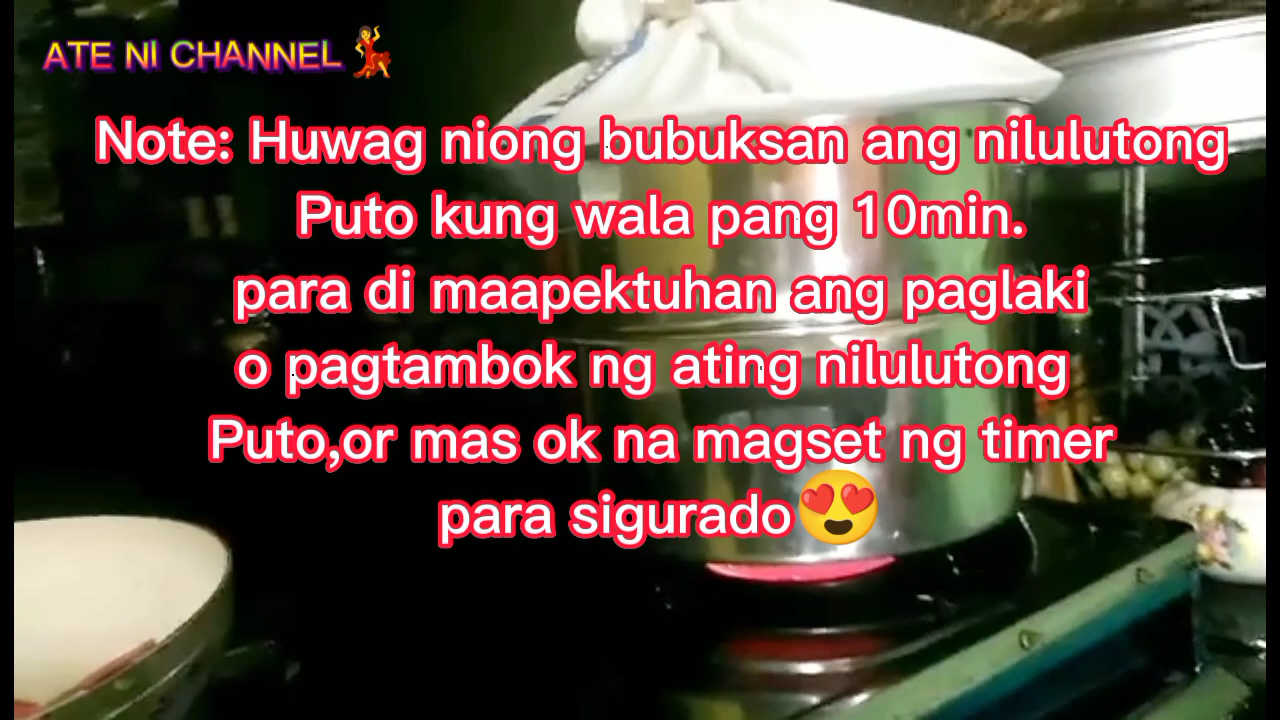 ATE NI CHANNEL💃
Note: Huwag niong bubuksan ang nilulutong
Puto kung wala pang 10min.
para di maapektuhan ang paglaki
o pagtambok ng ating nilulutong
Puto,or mas ok na magset ng timer
para sigurado😍